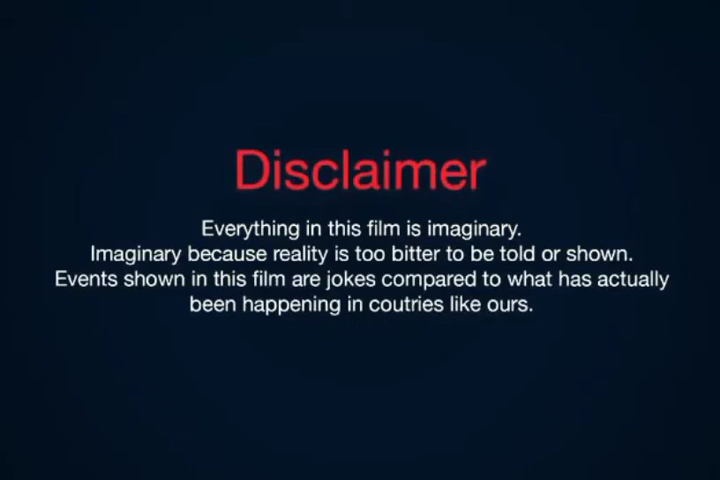 Disclaimer
Everything in this film is imaginary.
Imaginary because reality is too bitter to be told or shown.
Events shown in this film are jokes compared to what has actually
been happening in coutries like ours.